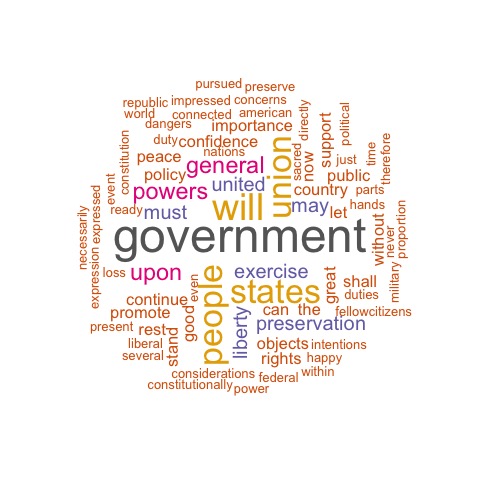 pursued preserve
republic impressed concerns
world connected american
dangers importance
duty confidence
nations
peace general
policy united
powers will
must may let
constitution
event
ready
necessarily
expressed
expression
union
sacred
now
directly
support
political
just time
public
country parts
hands
therefore
without
never
proportion
military
government
loss upon exercise
even
people states
great shall
duties
continue can the
promote good fellowcitizens
present rest liberty preservation
liberal stand objects intentions
several rights happy
considerations within
constitutionally federal
power